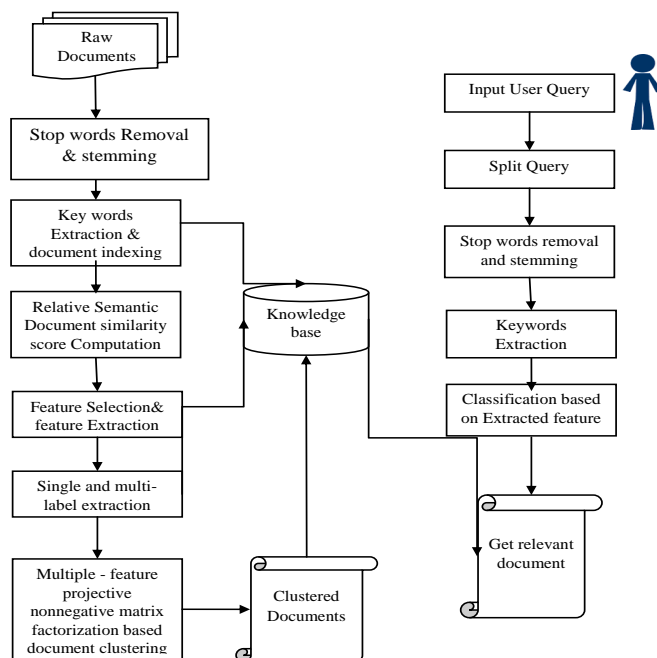 Raw
Documents
Stop words Removal
& stemming
Key words
Extraction &
document indexing
Relative Semantic
Document similarity
score Computation
Feature Selection&
feature Extraction
Single and multi-
label extraction
Multiple - feature
projective
nonnegative matrix
factorization based
document clustering
Knowledge
base
Clustered
Documents
Input User Query
Split Query
Stop words removal
and stemming
Keywords
Extraction
Classification based
on Extracted feature
Get relevant
document